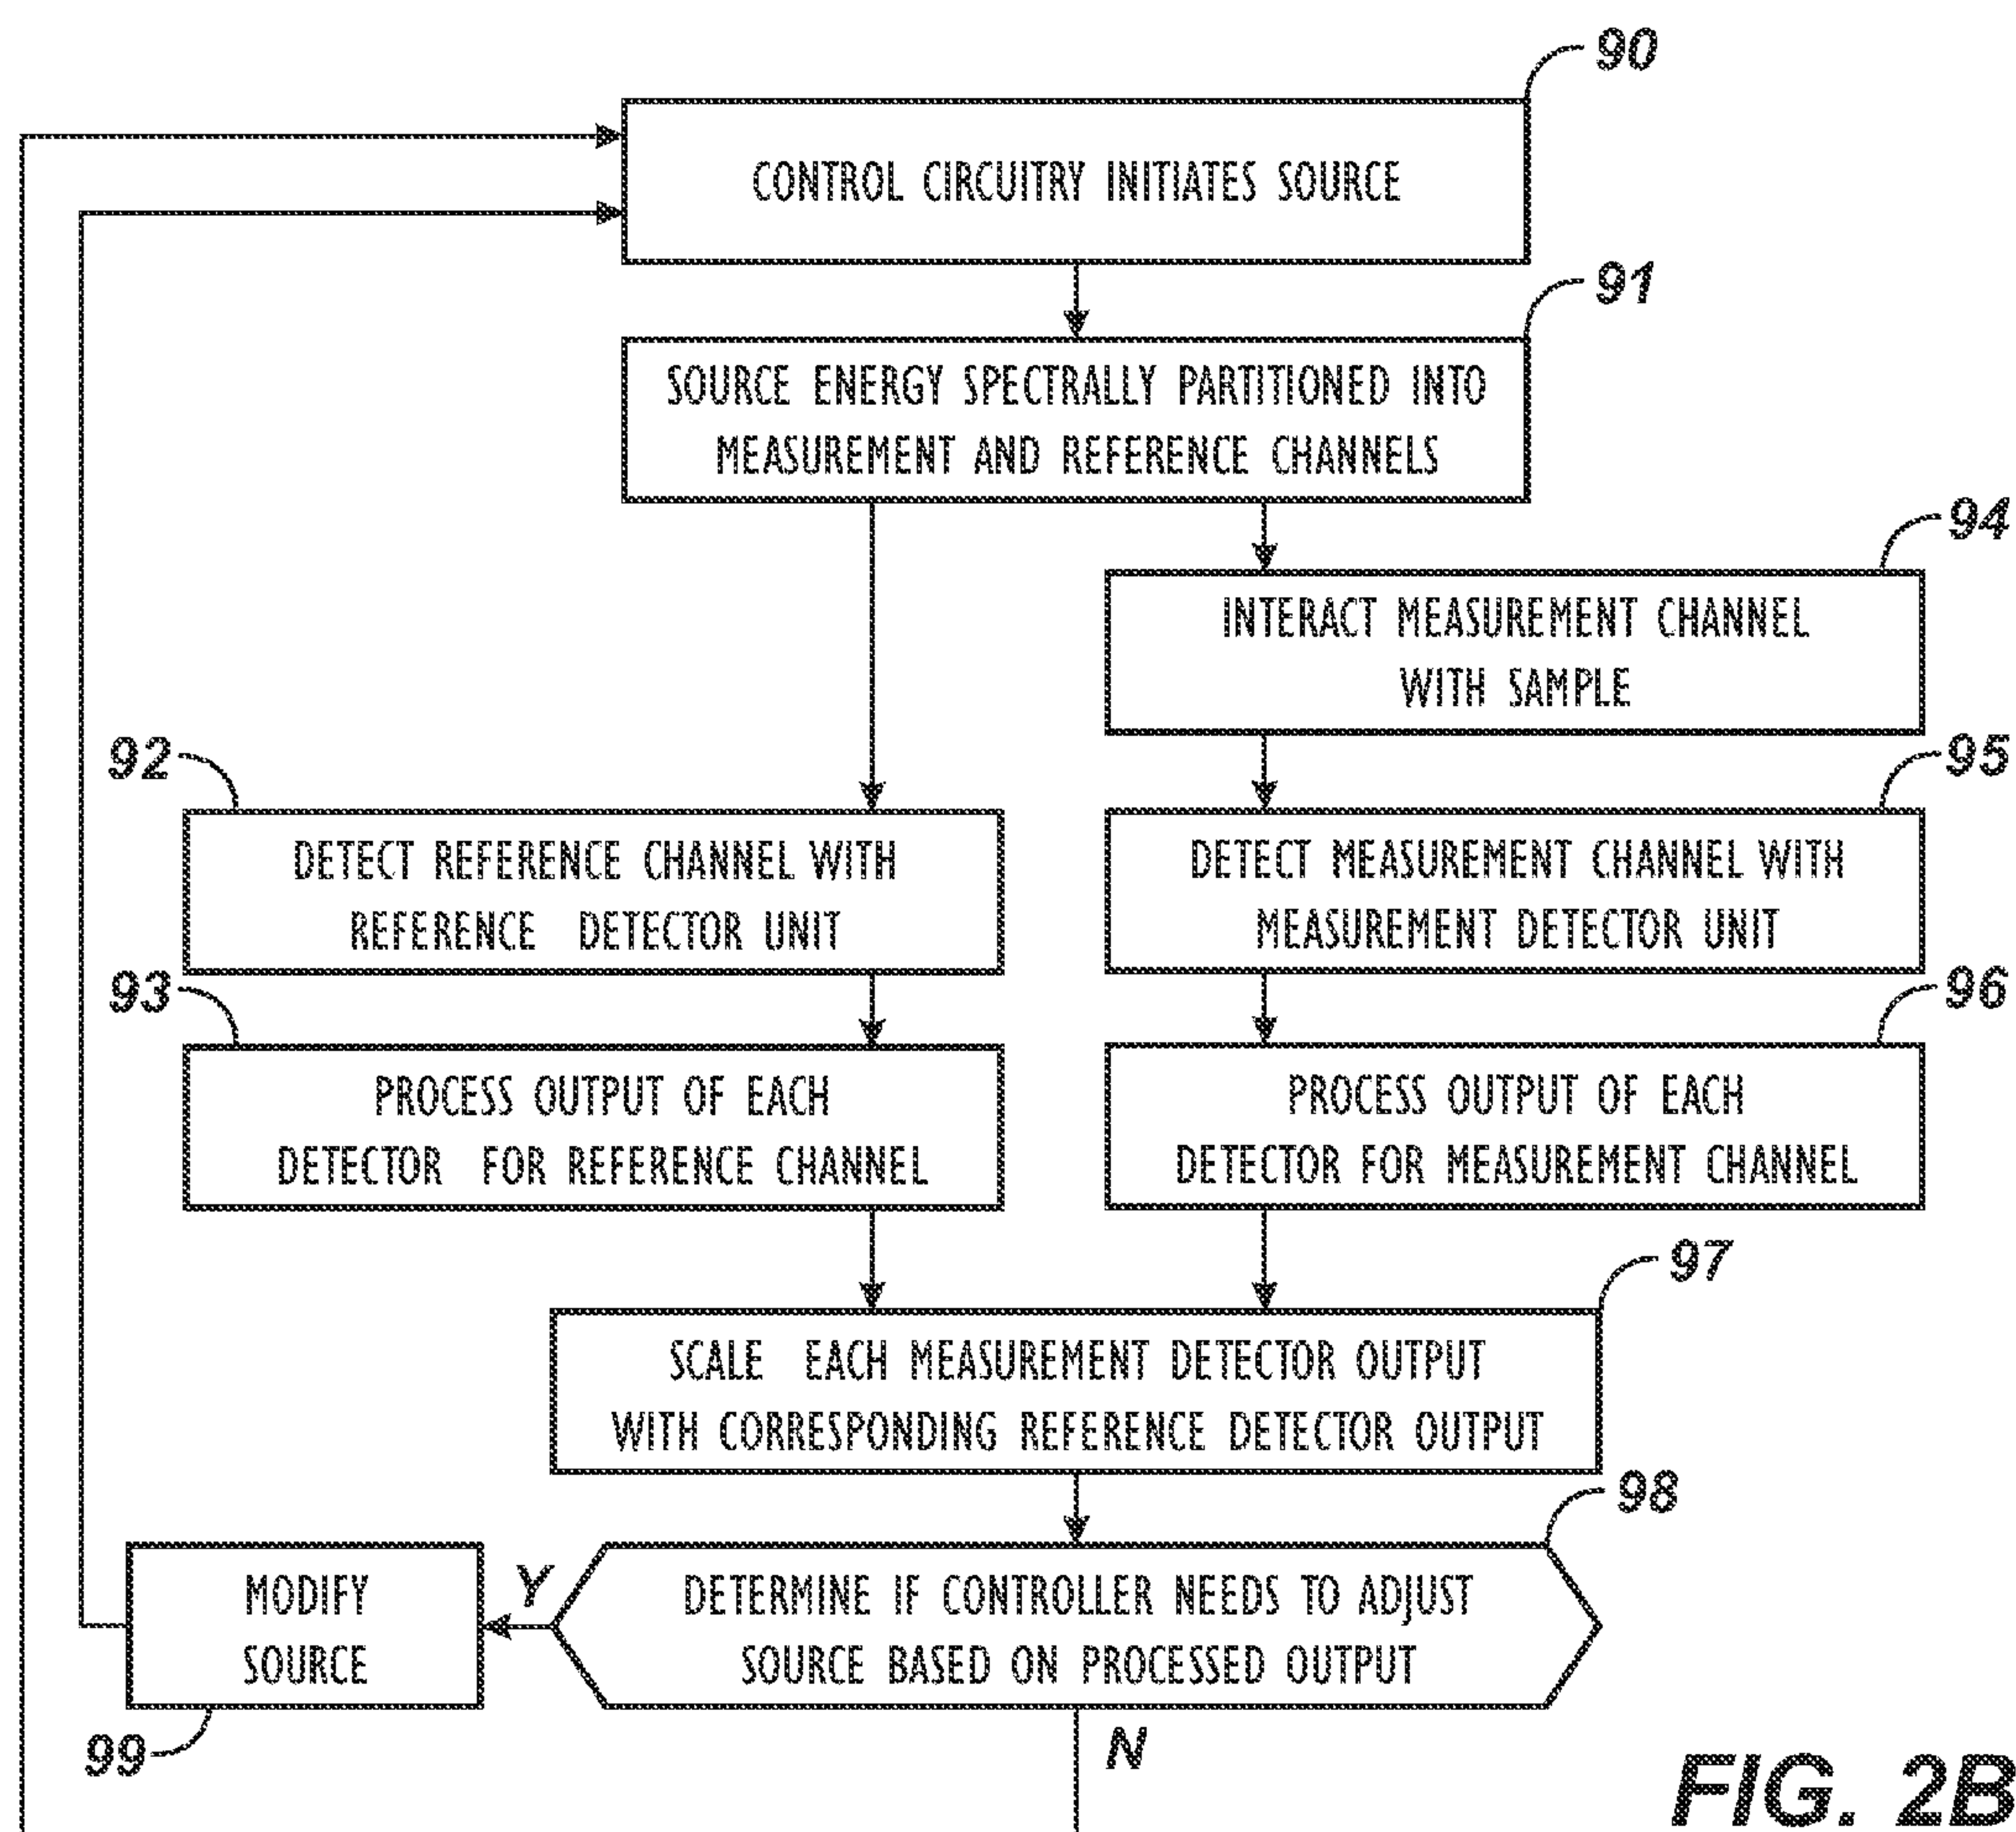 90
CONTROL CIRCUITRY INITIATES SOURCE
91
SOURCE ENERGY SPECTRALLY PARTITIONED INTO
MEASUREMENT AND REFERENCE CHANNELS
94
INTERACT MEASUREMENT CHANNEL
WITH SAMPLE
92
DETECT REFERENCE CHANNEL WITH
REFERENCE DETECTOR UNIT
95
DETECT MEASUREMENT CHANNEL WITH
MEASUREMENT DETECTOR UNIT
93
PROCESS OUTPUT OF EACH
DETECTOR FOR REFERENCE CHANNEL
96
PROCESS OUTPUT OF EACH
DETECTOR FOR MEASUREMENT CHANNEL
97
SCALE EACH MEASUREMENT DETECTOR OUTPUT
WITH CORRESPONDING REFERENCE DETECTOR OUTPUT
98
DETERMINE IF CONTROLLER NEEDS TO ADJUST
SOURCE BASED ON PROCESSED OUTPUT
Y
MODIFY
SOURCE
99
N
FIG. 2B